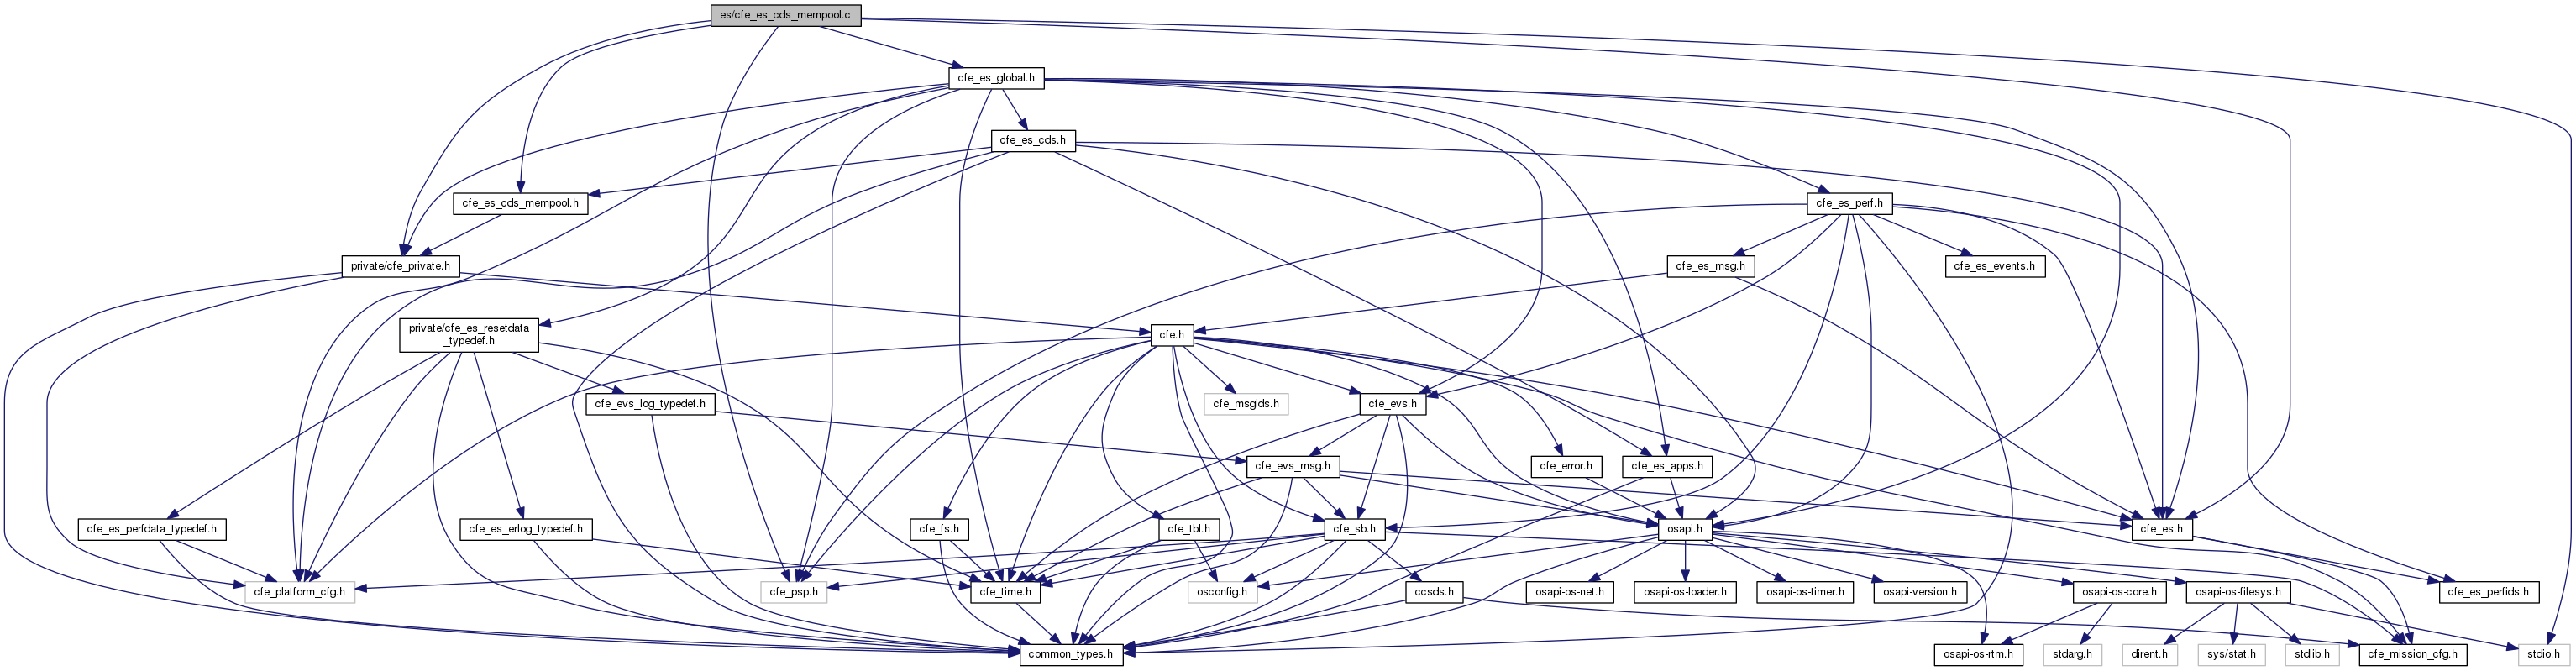 es/cfe_es_cds_mempool.c
cfe_es_global.h
cfe_es_cds.h
cfe_es_cds_mempool.h
cfe_es_perf.h
private/cfe_private.h
cfe_es_msg.h
cfe_es_events.h
private/cfe_es_resetdata
_typedef.h
cfe.h
cfe_evs_log_typedef.h
cfe_msgids.h
cfe_evs.h
cfe_evs_msg.h
cfe_error.h
cfe_es_apps.h
cfe_es_perfdata_typedef.h
cfe_es_erlog_typedef.h
cfe_fs.h
cfe_tbl.h
cfe_sb.h
osapi.h
cfe_es.h
cfe_platform_cfg.h
cfe_psp.h
cfe_time.h
osconfig.h
ccsds.h
osapi-os-net.h
osapi-os-loader.h
osapi-os-timer.h
osapi-version.h
osapi-os-core.h
osapi-os-filesys.h
cfe_es_perfids.h
common_types.h
osapi-os-rtm.h
stdarg.h
dirent.h
sys/stat.h
stdlib.h
cfe_mission_cfg.h
stdio.h